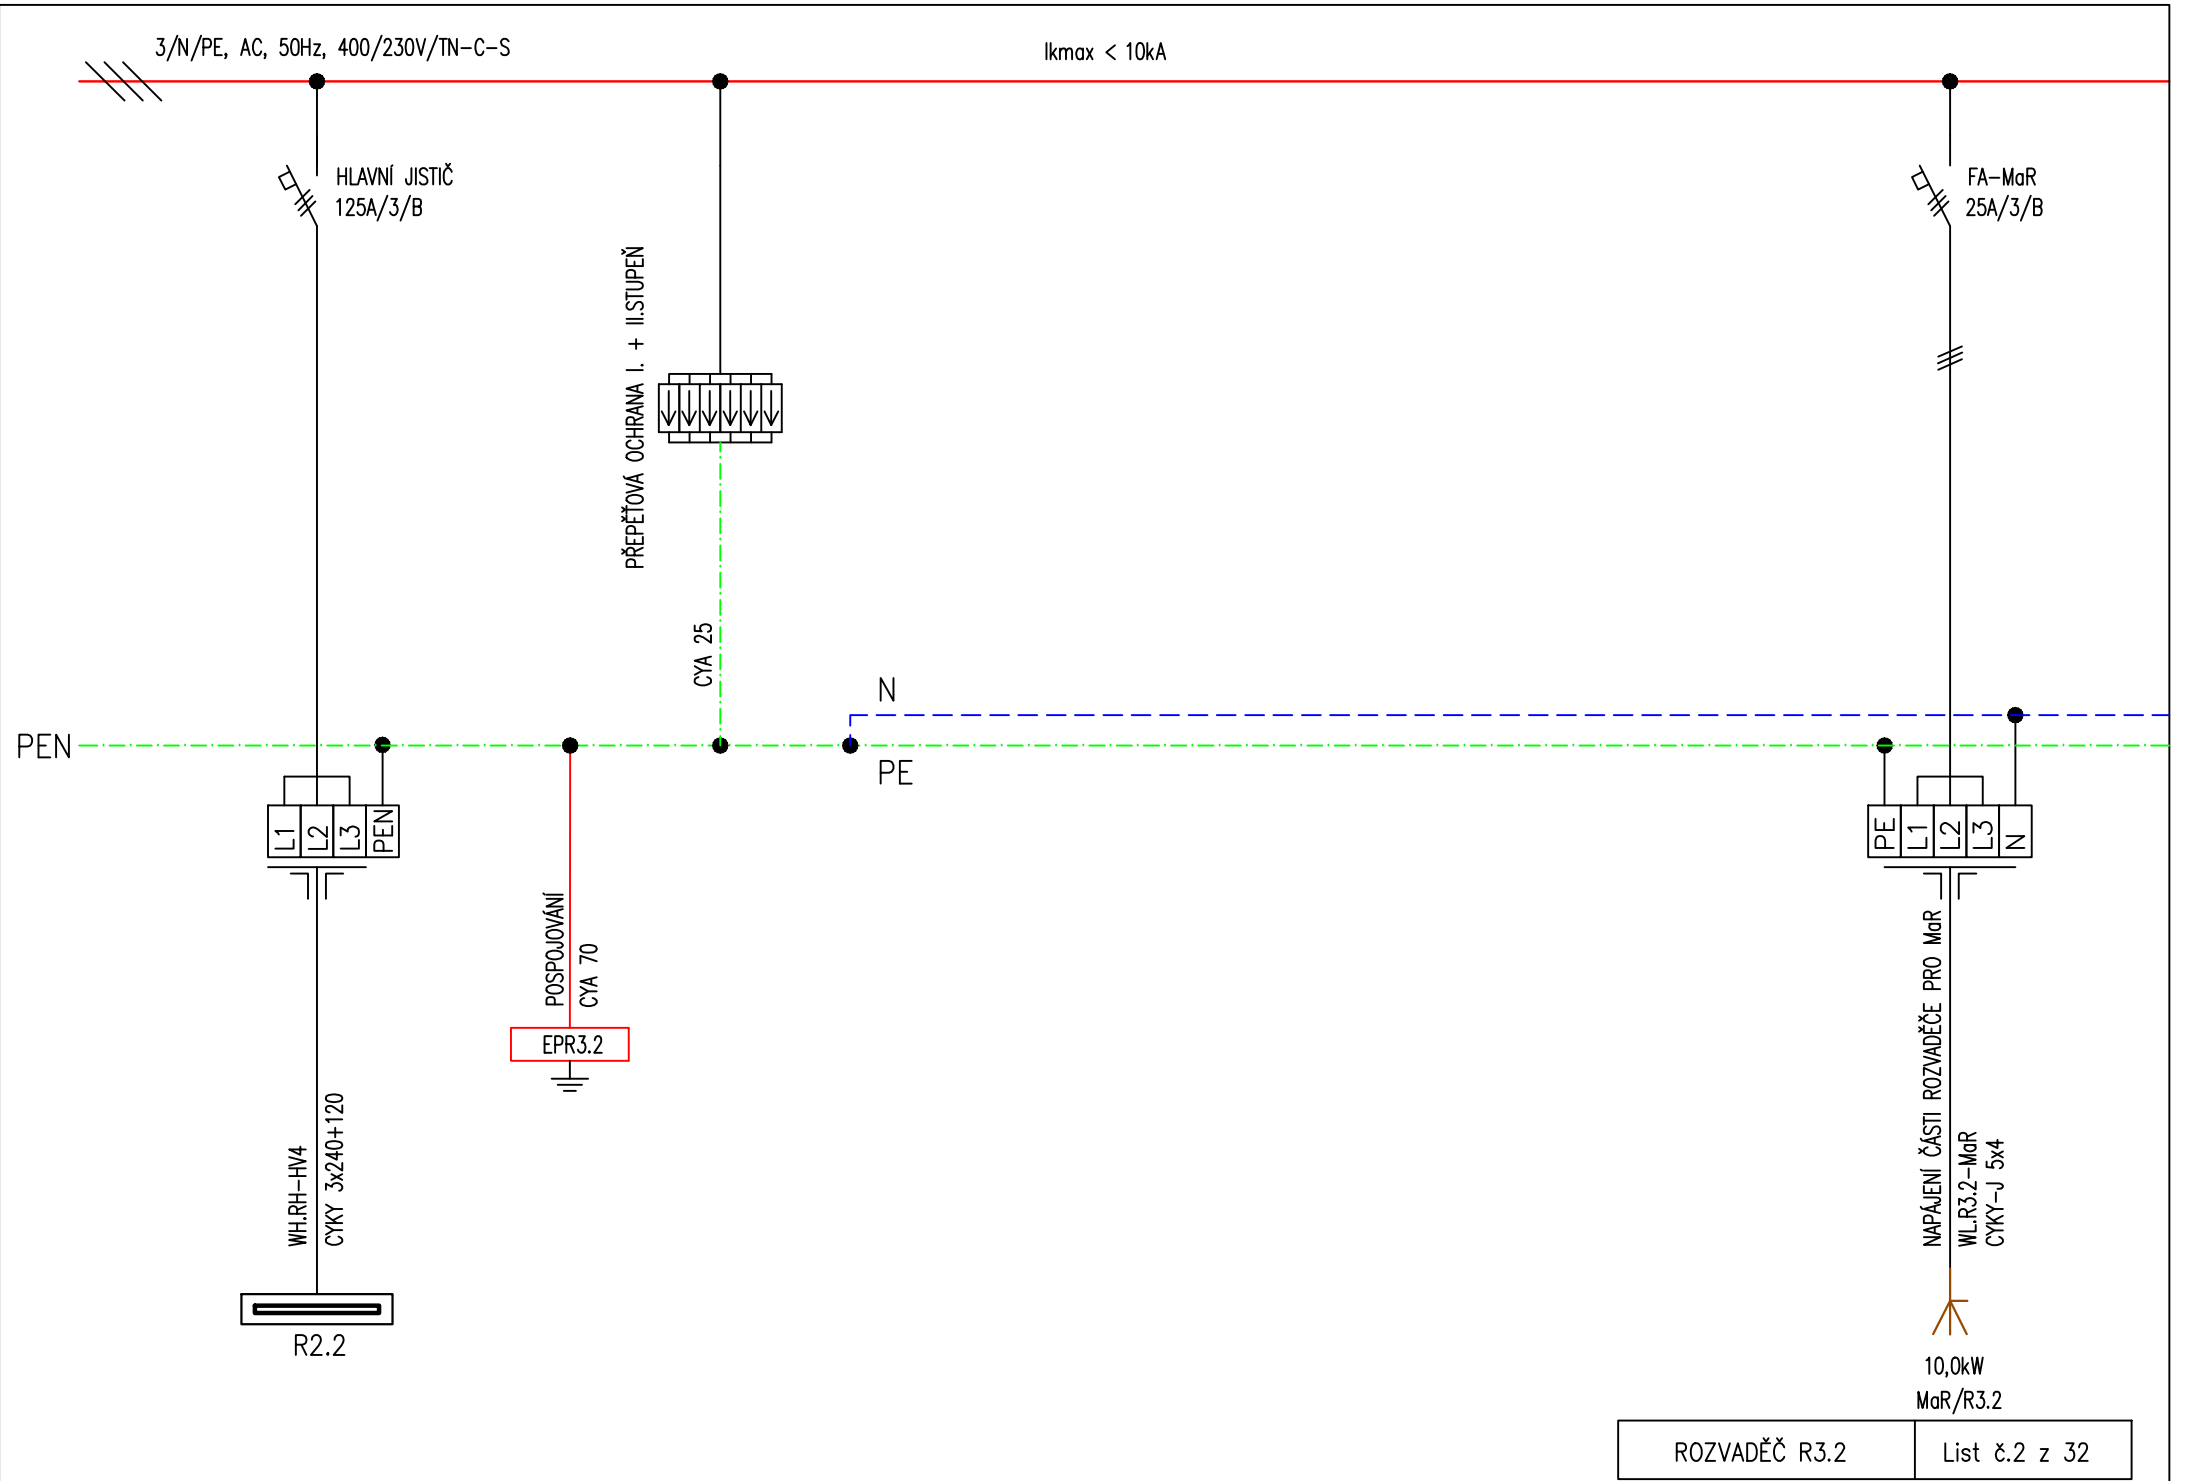 3/N/PE, AC, 50Hz, 400/230V/TN-C-S
Ikmax < 10kA
HLAVNÍ JISTIČ
125A/3/B
FA-MaR
25A/3/B
PŘEPĚŤOVÁ OCHRANA I. + II.STUPEŇ
CYA 25
N
PEN
PE
L1
L2
L3
PEN
PE
L1
L2
L3
N
POSPOJOVÁNÍ
CYA 70
EPR3.2
WH.RH-HV4
CYKY 3x240+120
R2.2
NAPÁJENÍ ČÁSTI ROZVADĚČE PRO MaR
WL.R3.2-MaR
CYKY-J 5x4
10,0kW
MaR/R3.2
ROZVADĚČ R3.2
List č.2 z 32